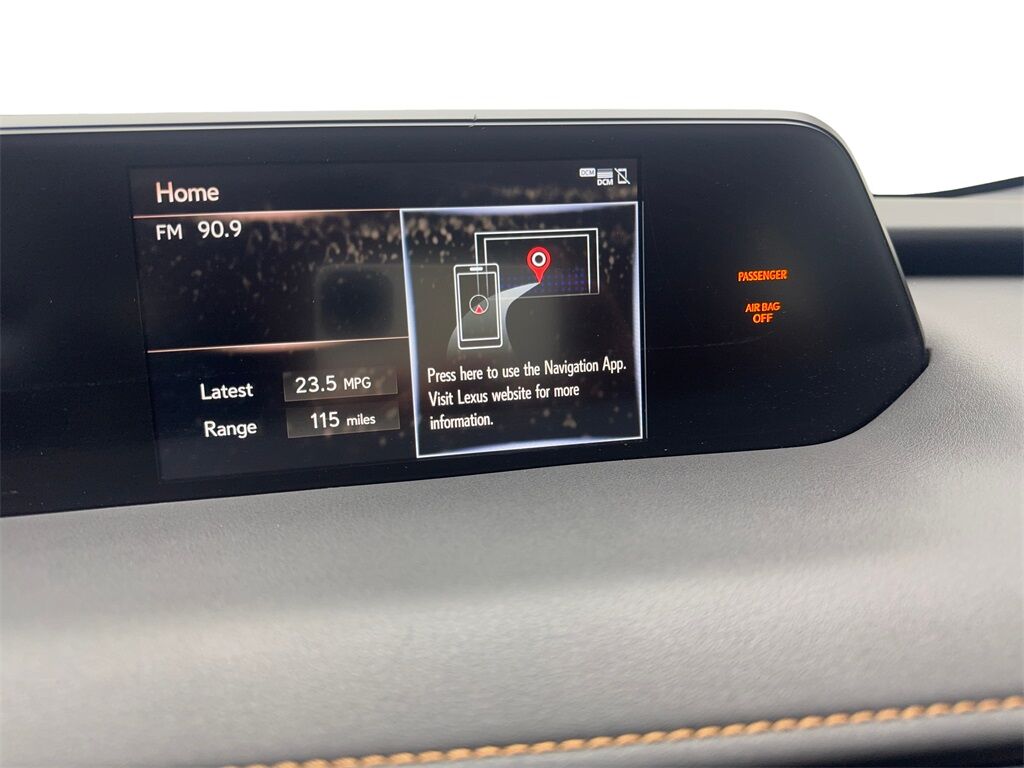 Home
DCM
DCM
FM 90.9
Press here to use the Navigation App.
Visit Lexus website for more
information.
Latest 23.5 MPG
Range 115 miles
PASSENGER
AIR BAG
OFF